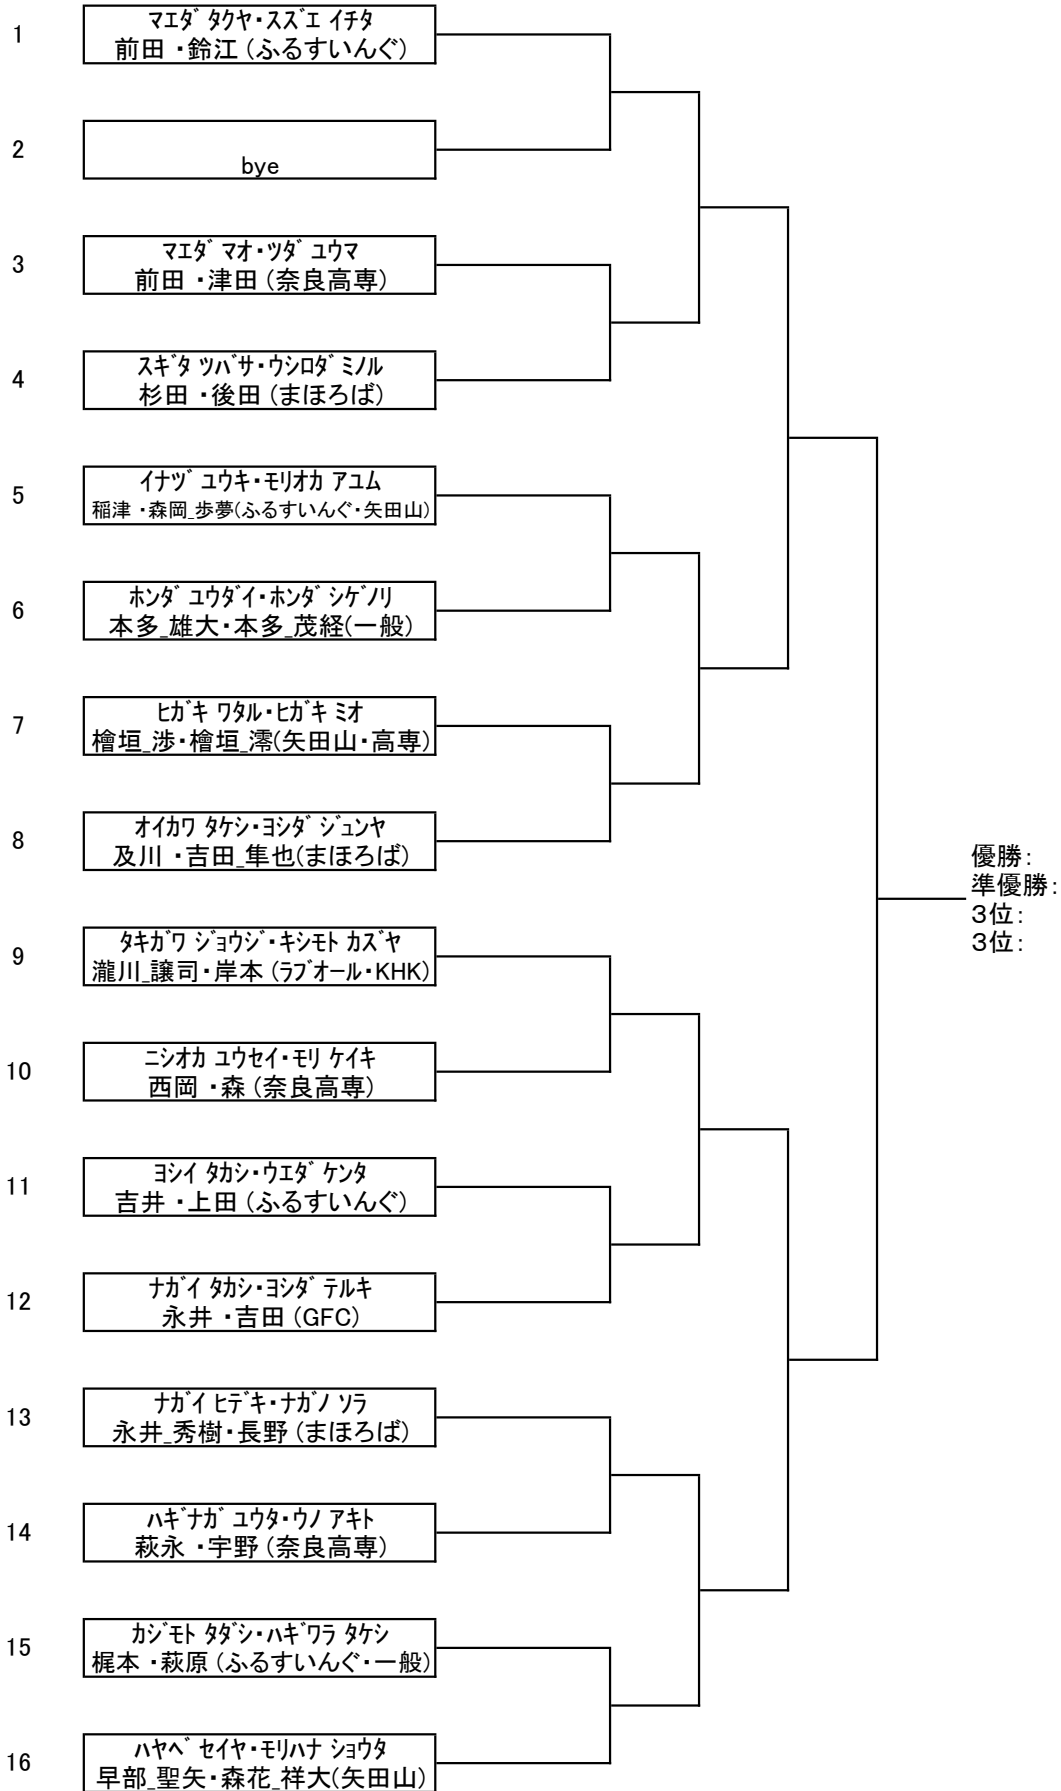 1
ﾏｴﾀﾞ ﾀｸﾔ・ｽｽﾞｴ ｲﾁﾀ
前田 ・鈴江 (ふるすいんぐ)
2
bye
3
ﾏｴﾀﾞ ﾏｵ・ﾂﾀﾞ ﾕｳﾏ
前田 ・津田 (奈良高専)
4
ｽｷﾞﾀ ﾂﾊﾞｻ・ｳｼﾛﾀﾞ ﾐﾉﾙ
杉田 ・後田 (まほろば)
5
ｲﾅﾂﾞ ﾕｳｷ・ﾓﾘｵｶ ｱﾕﾑ
稲津 ・森岡_歩夢(ふるすいんぐ・矢田山)
6
ﾎﾝﾀﾞ ﾕｳﾀﾞｲ・ﾎﾝﾀﾞ ｼｹﾞﾉﾘ
本多_雄大・本多_茂経(一般)
7
ﾋｶﾞｷ ﾜﾀﾙ・ﾋｶﾞｷ ﾐｵ
檜垣_渉・檜垣_澪(矢田山・高専)
8
ｵｲｶﾜ ﾀｹｼ・ﾖｼﾀﾞ ｼﾞｭﾝﾔ
及川 ・吉田_隼也(まほろば)
優勝:
準優勝:
3位:
3位:
9
ﾀｷｶﾞﾜ ｼﾞｮｳｼﾞ・ｷｼﾓﾄ ｶｽﾞﾔ
瀧川_譲司・岸本 (ﾗﾌﾞｵｰﾙ・KHK)
10
ﾆｼｵｶ ﾕｳｾｲ・ﾓﾘ ｹｲｷ
西岡 ・森 (奈良高専)
11
ﾖｼｲ ﾀｶｼ・ｳｴﾀﾞ ｹﾝﾀ
吉井 ・上田 (ふるすいんぐ)
12
ﾅｶﾞｲ ﾀｶｼ・ﾖｼﾀﾞ ﾃﾙｷ
永井 ・吉田 (GFC)
13
ﾅｶﾞｲ ﾋﾃﾞｷ・ﾅｶﾞﾉ ｿﾗ
永井_秀樹・長野 (まほろば)
14
ﾊｷﾞﾅｶﾞ ﾕｳﾀ・ｳﾉ ｱｷﾄ
萩永 ・宇野 (奈良高専)
15
ｶｼﾞﾓﾄ ﾀﾀﾞｼ・ﾊｷﾞﾜﾗ ﾀｹｼ
梶本 ・萩原 (ふるすいんぐ・一般)
16
ﾊﾔﾍﾞ ｾｲﾔ・ﾓﾘﾊﾅ ｼｮｳﾀ
早部_聖矢・森花_祥大(矢田山)